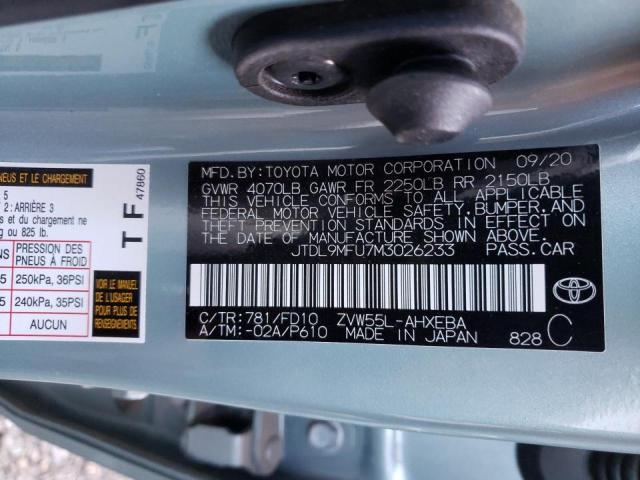 NEUS ET LE CHARGEMENT
5
2: ARRIÈRE 3
s et du chargement ne
g ou 825 lb.
PRESSION DES
PNEUS À FROID
5 250kPa, 36PSI
5 240kPa, 35PSI
AUCUN
VOIR LE
MANUEL
DE L'USAGER
POUR PLUS DE
RENSEIGNEMENTS
T F 47860
MFD. BY: TOYOTA MOTOR CORPORATION 09/20
GVWR 4070LB GAWR FR 2250LB RR 2150LB
THIS VEHICLE CONFORMS TO ALL APPLICABLE
FEDERAL MOTOR VEHICLE SAFETY, BUMPER, AND
THEFT PREVENTION STANDARDS IN EFFECT ON
THE DATE OF MANUFACTURE SHOWN ABOVE.
JTDL9MFU7M3026233 PASS. CAR
C/TR: 781/FD10 ZVW55L-AHXEBA
A/TM: -02A/P610 MADE IN JAPAN 828 C
TOYOTA